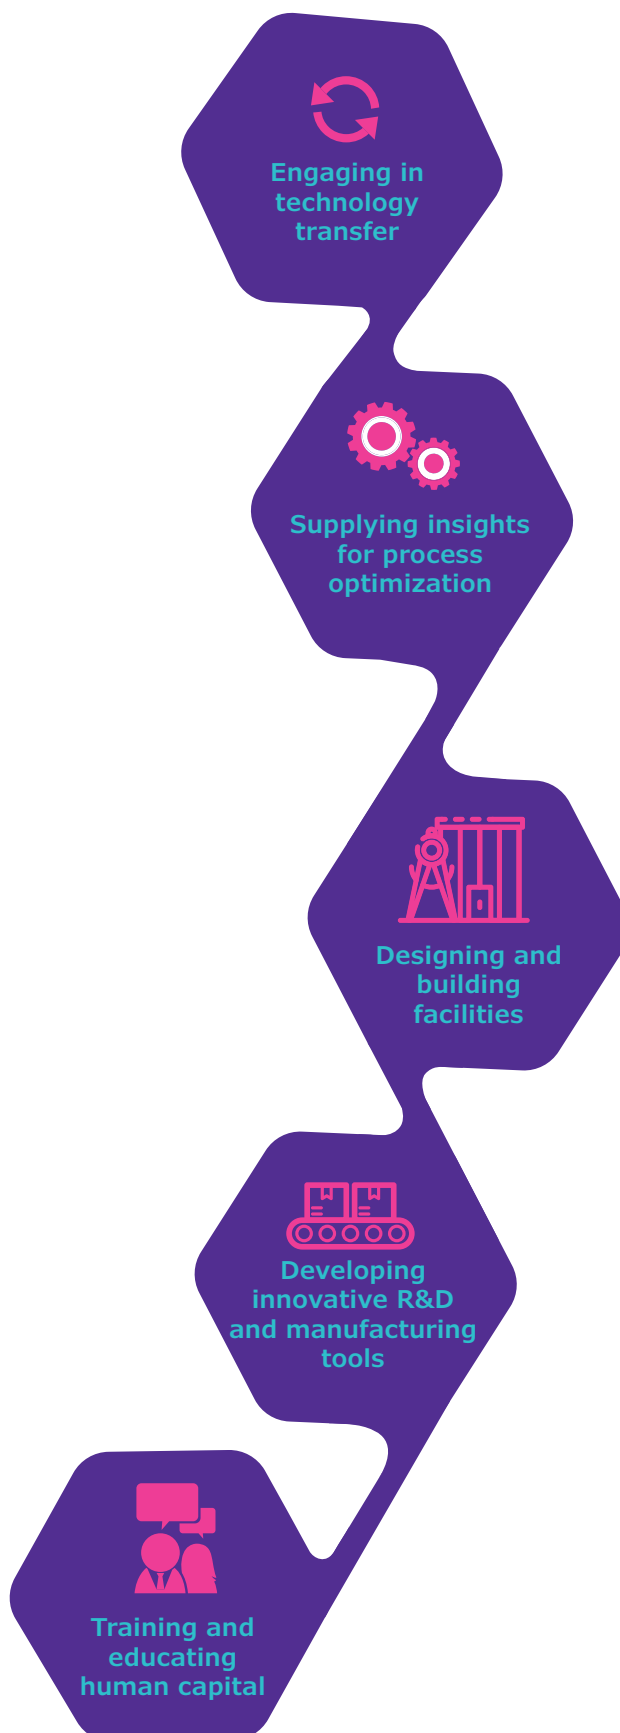 Engaging in
technology
transfer
Supplying insights
for process
optimization
Designing and
building
facilities
Developing
innovative R&D
and manufacturing
tools
Training and
educating
human capital